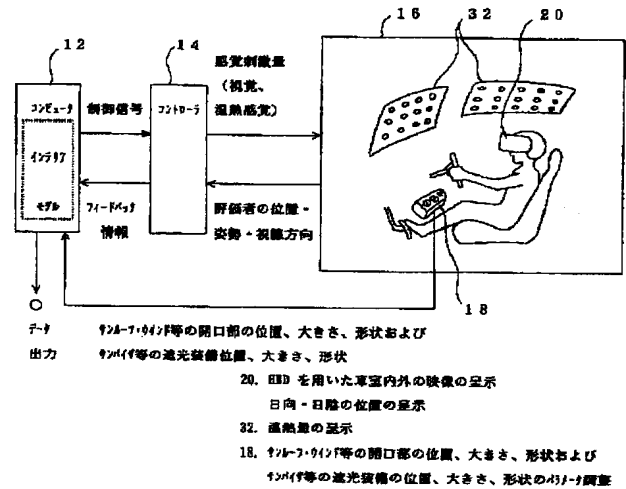 12
14
16
32
20
感覚刺激量
(視覚、
温熱感覚)
コンピュータ
制御信号
コントローラ
インテリア
モデル
フィードバック
情報
評価者の位置・
姿勢・視線方向
18
データ
出力
サンルーフ・ウインド等の開口部の位置、大きさ、形状および
サンバイザ等の遮光装備位置、大きさ、形状
20. HMD を用いた車室内外の映像の呈示
日向・日陰の位置の呈示
32. 温熱量の呈示
18. サンルーフ・ウインド等の開口部の位置、大きさ、形状および
サンバイザ等の遮光装備の位置、大きさ、形状のパラメータ調整